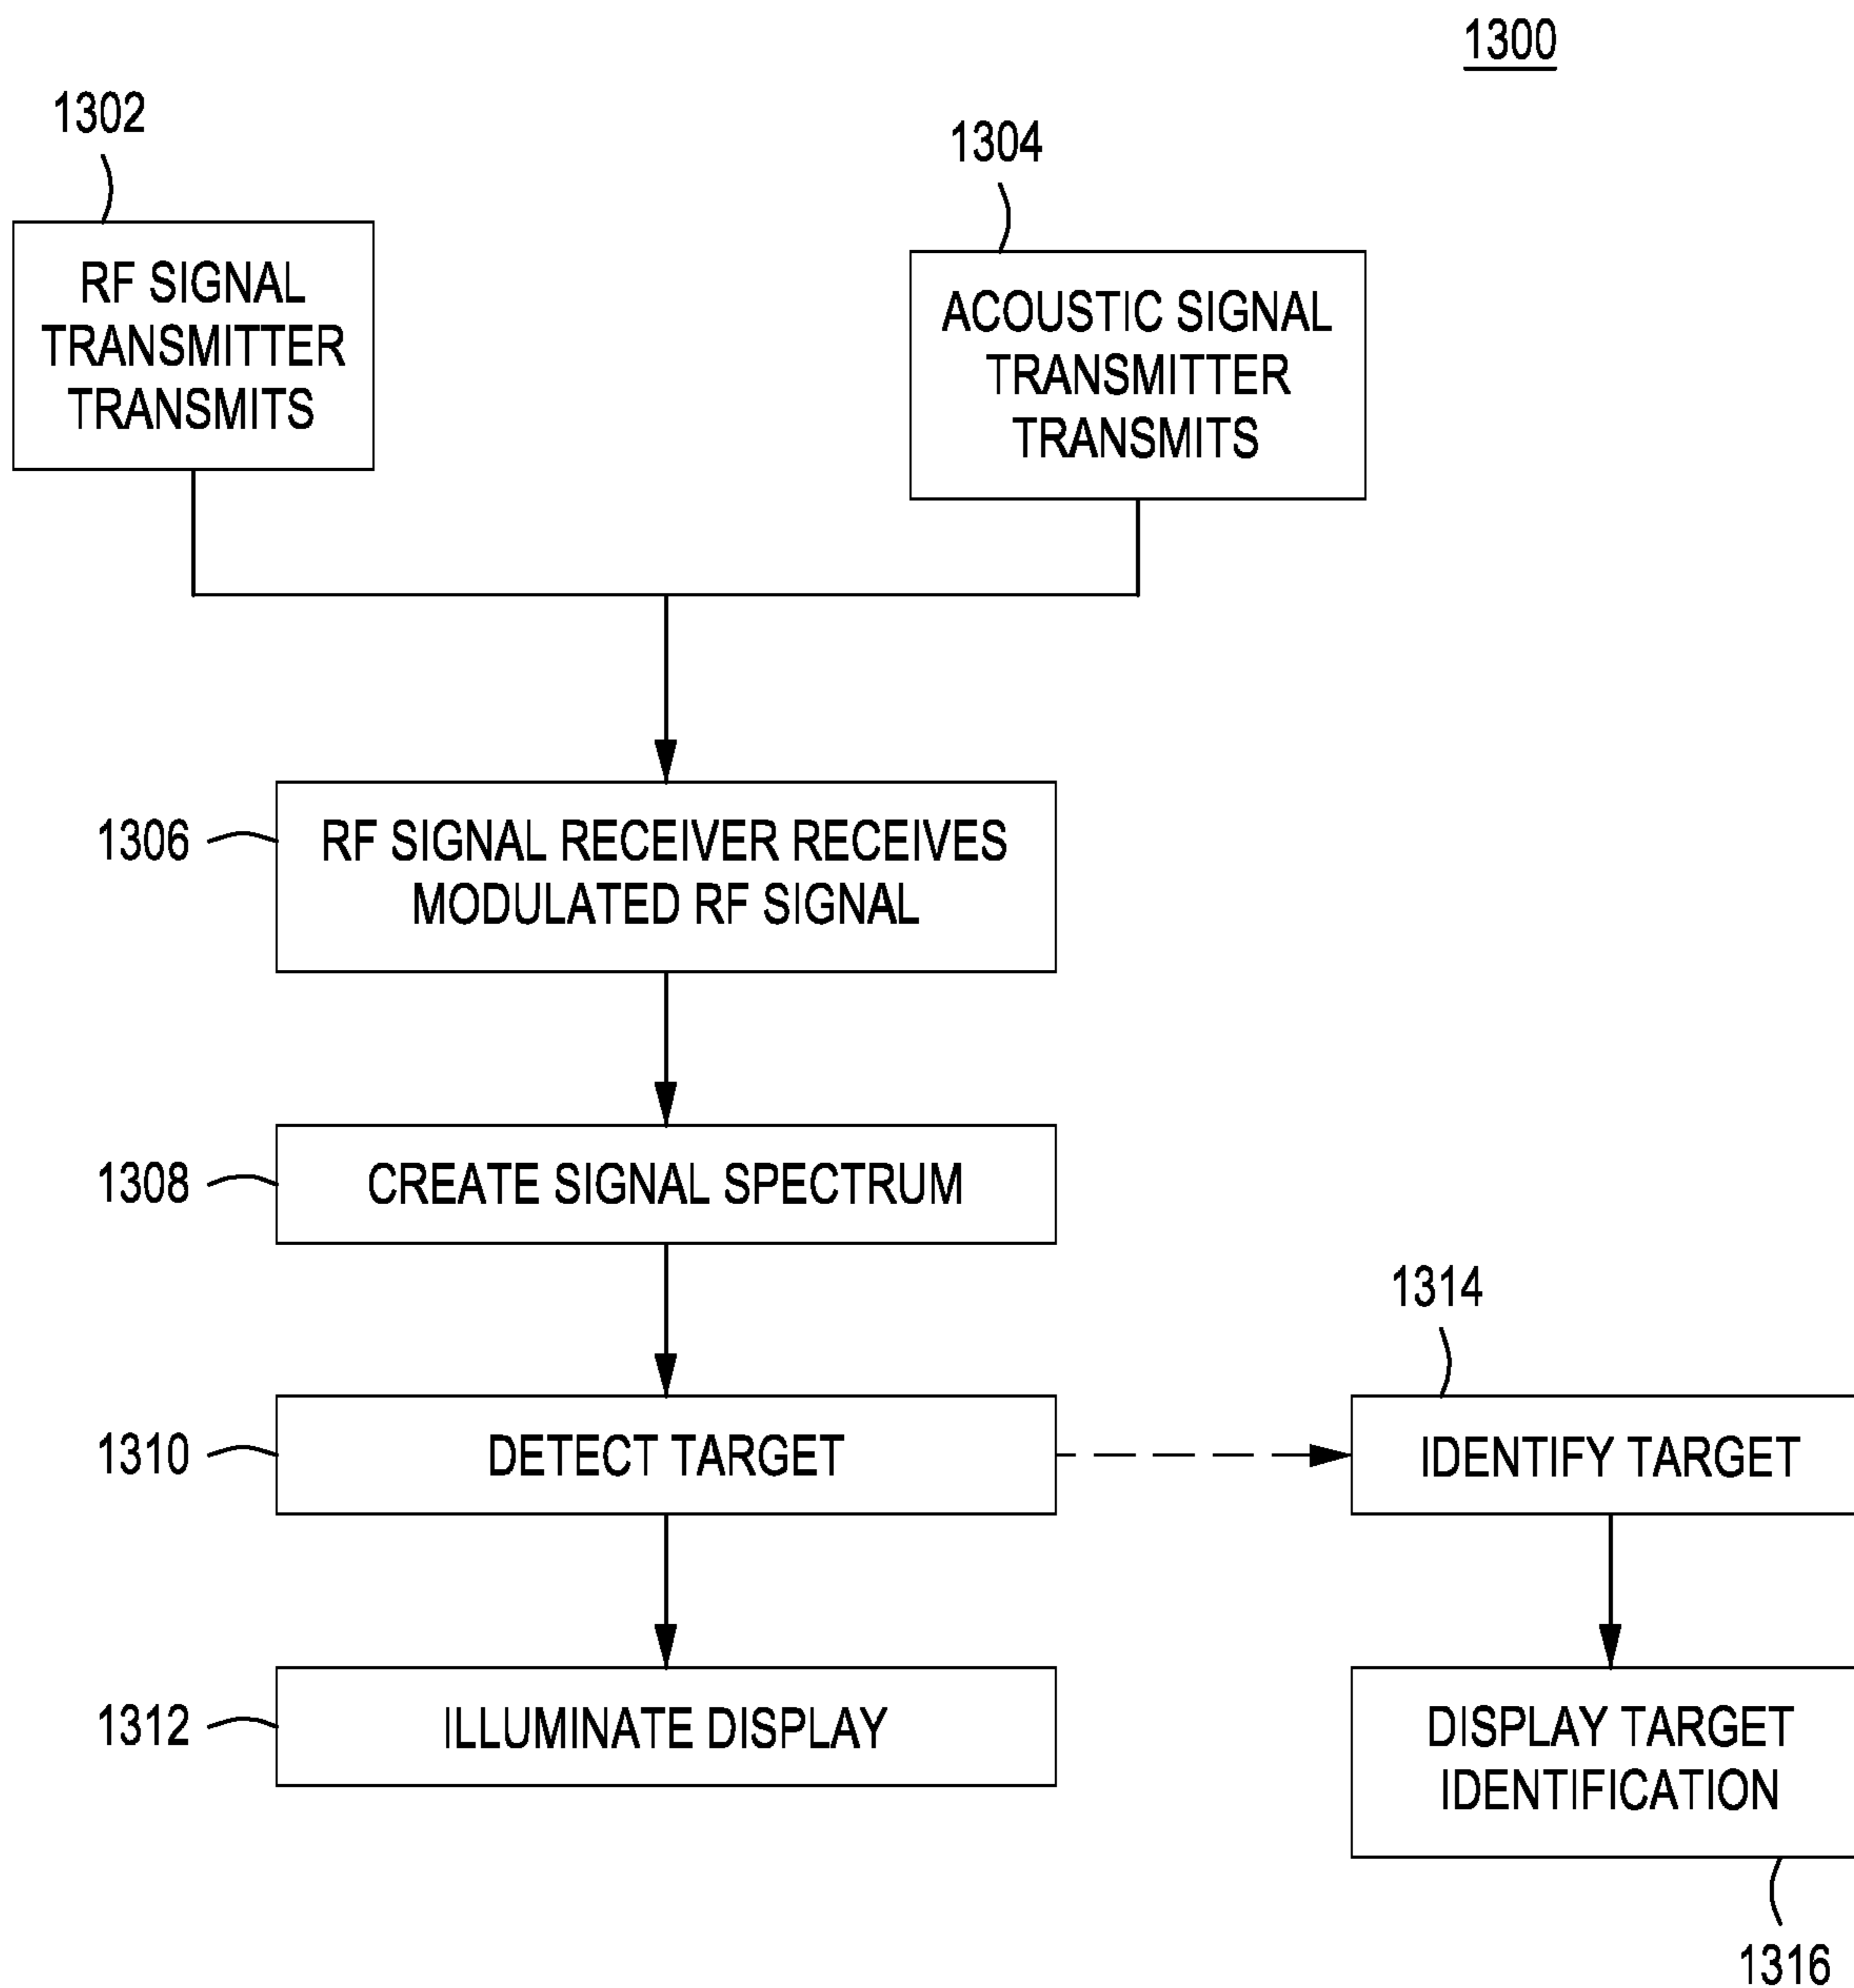 1300
1302
1304
RF SIGNAL
TRANSMITTER
TRANSMITS
ACOUSTIC SIGNAL
TRANSMITTER
TRANSMITS
1306
RF SIGNAL RECEIVER RECEIVES
MODULATED RF SIGNAL
1308
CREATE SIGNAL SPECTRUM
1314
1310
DETECT TARGET
IDENTIFY TARGET
1312
ILLUMINATE DISPLAY
DISPLAY TARGET
IDENTIFICATION
1316